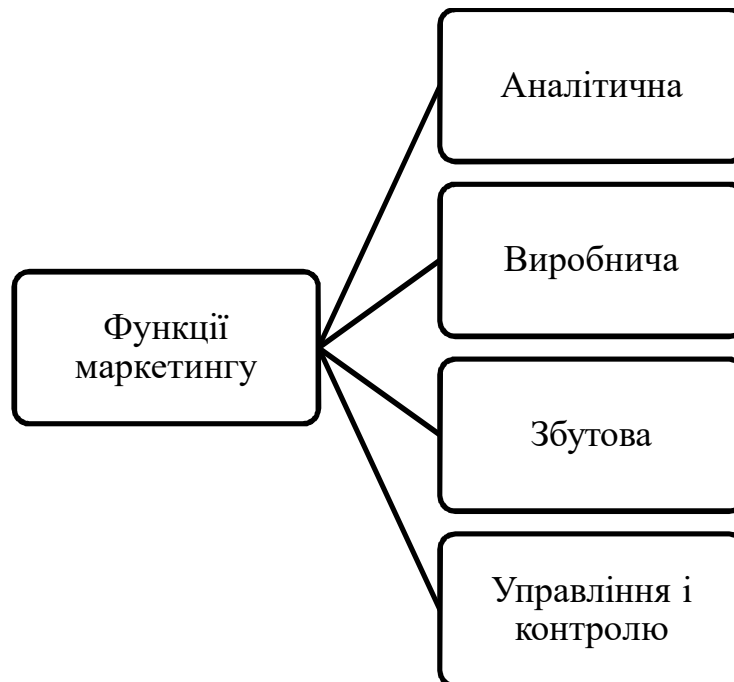 Функції
маркетингу
Аналітична
Виробнича
Збутова
Управління і
контролю